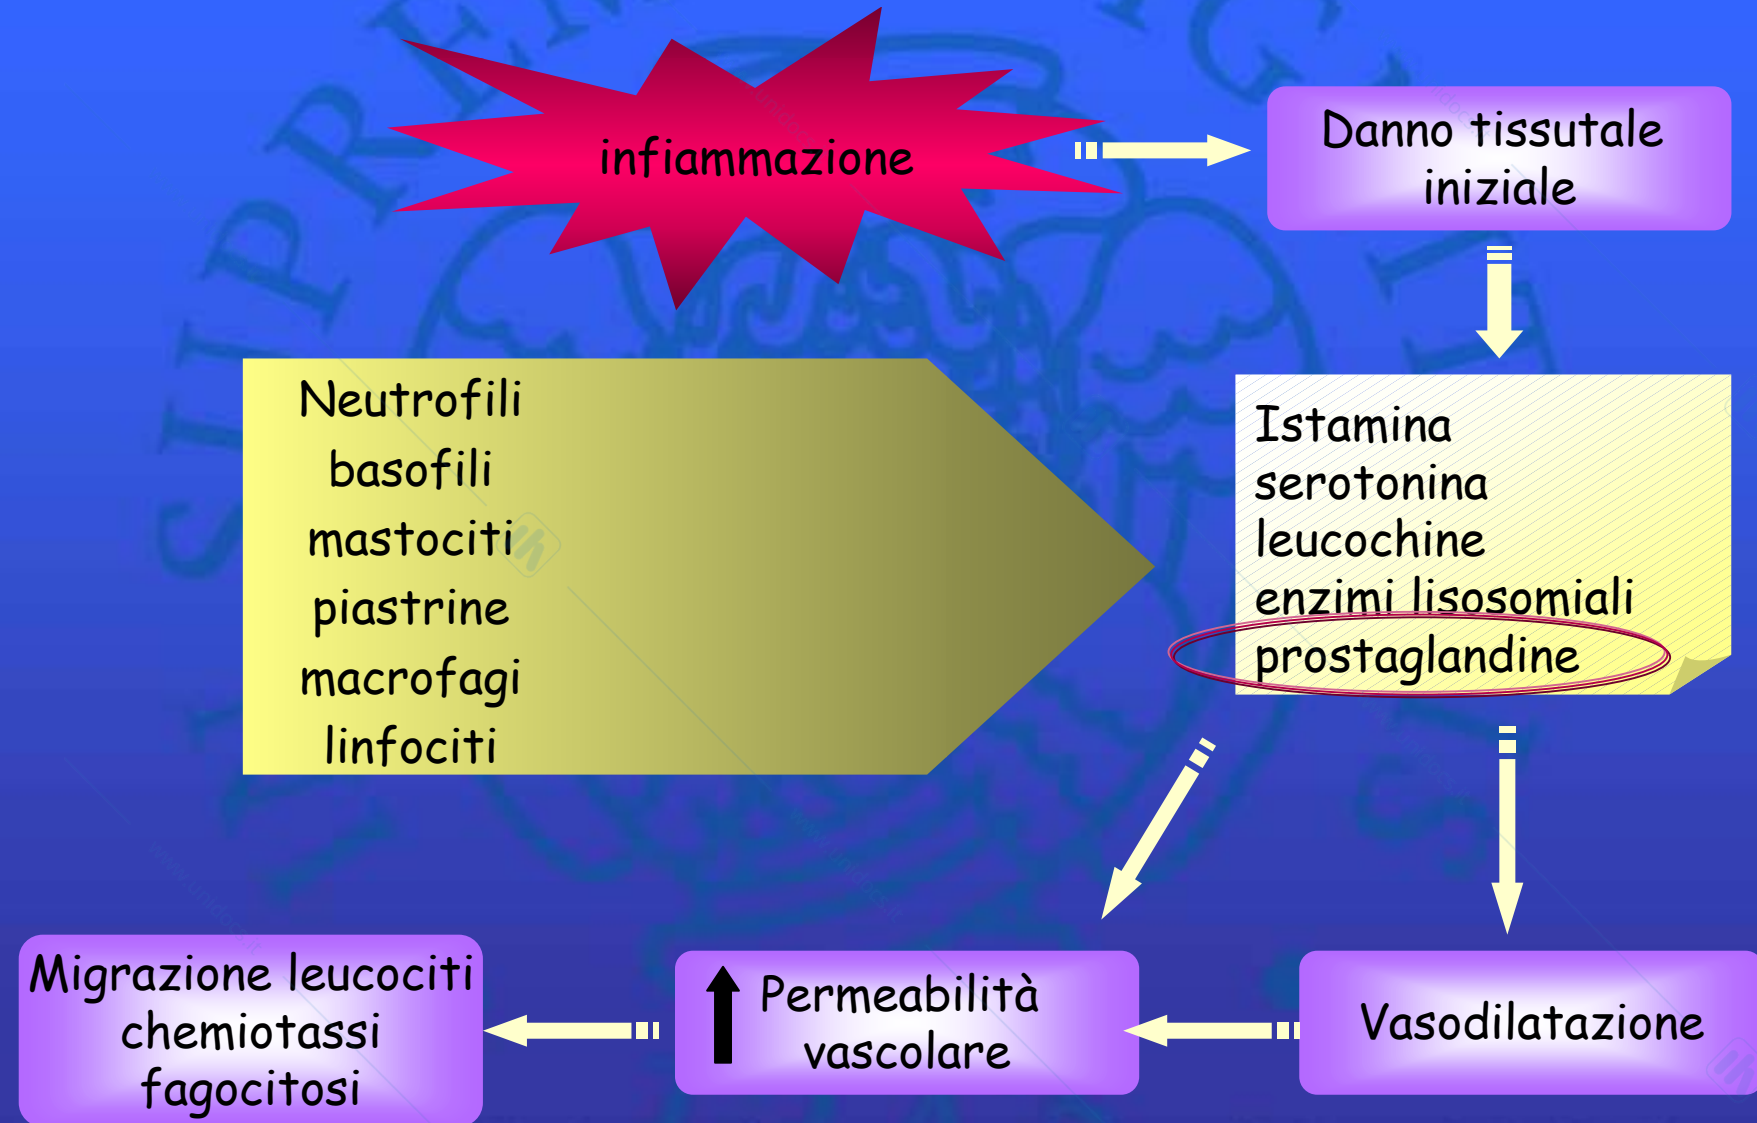 infiammazione
Danno tissutale
iniziale
Neutrofili
basofili
mastociti
piastrine
macrofagi
linfociti
Istamina
serotonina
leucochine
enzimi lisosomiali
prostaglandine
Migrazione leucociti
chemiotassi
fagocitosi
Permeabilità
vascolare
Vasodilatazione